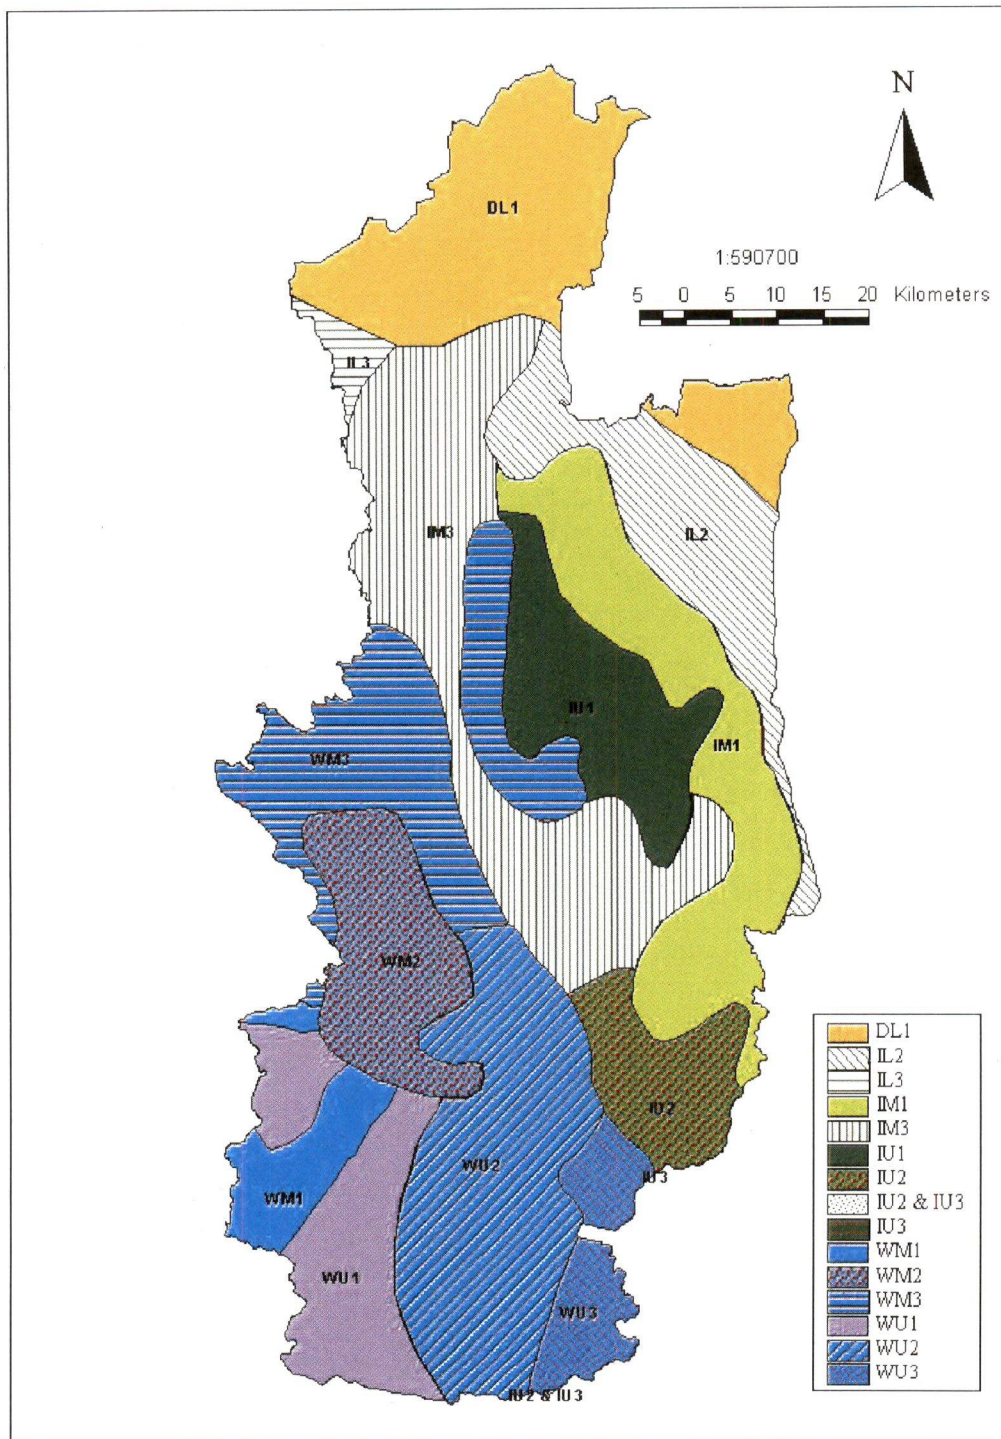 N
DL1
1:590700
5 0 5 10 15 20 Kilometers
IL3
IM3
IL2
IU1
IM1
WM3
WM2
IU2
WU2
IU3
WM1
WU1
WU3
IU2 & IU3
DL1
IL2
IL3
IM1
IM3
IU1
IU2
IU2 & IU3
IU3
WM1
WM2
WM3
WU1
WU2
WU3